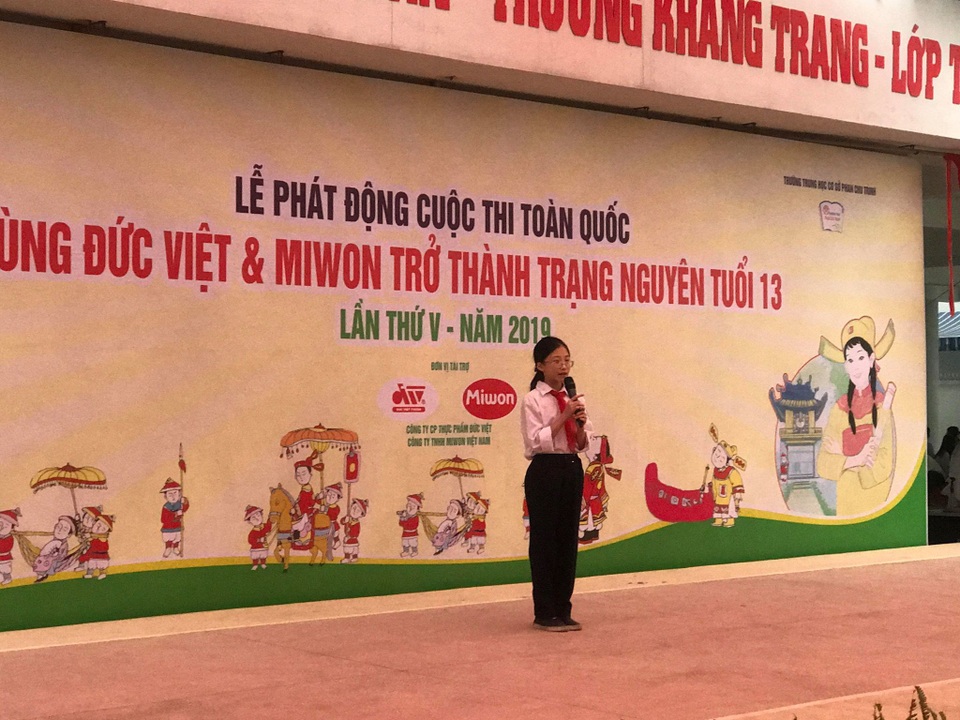 TRƯỜNG KHANG TRANG - LỚP
TRƯỜNG TRUNG HỌC CƠ SỞ PHAN CHU TRINH
LỄ PHÁT ĐỘNG CUỘC THI TOÀN QUỐC
ÙNG ĐỨC VIỆT & MIWON TRỞ THÀNH TRẠNG NGUYÊN TUỔI 13
LẦN THỨ V - NĂM 2019
ĐƠN VỊ TÀI TRỢ
Miwon
CÔNG TY CP THỰC PHẨM ĐỨC VIỆT
CÔNG TY TNHH MIWON VIỆT NAM